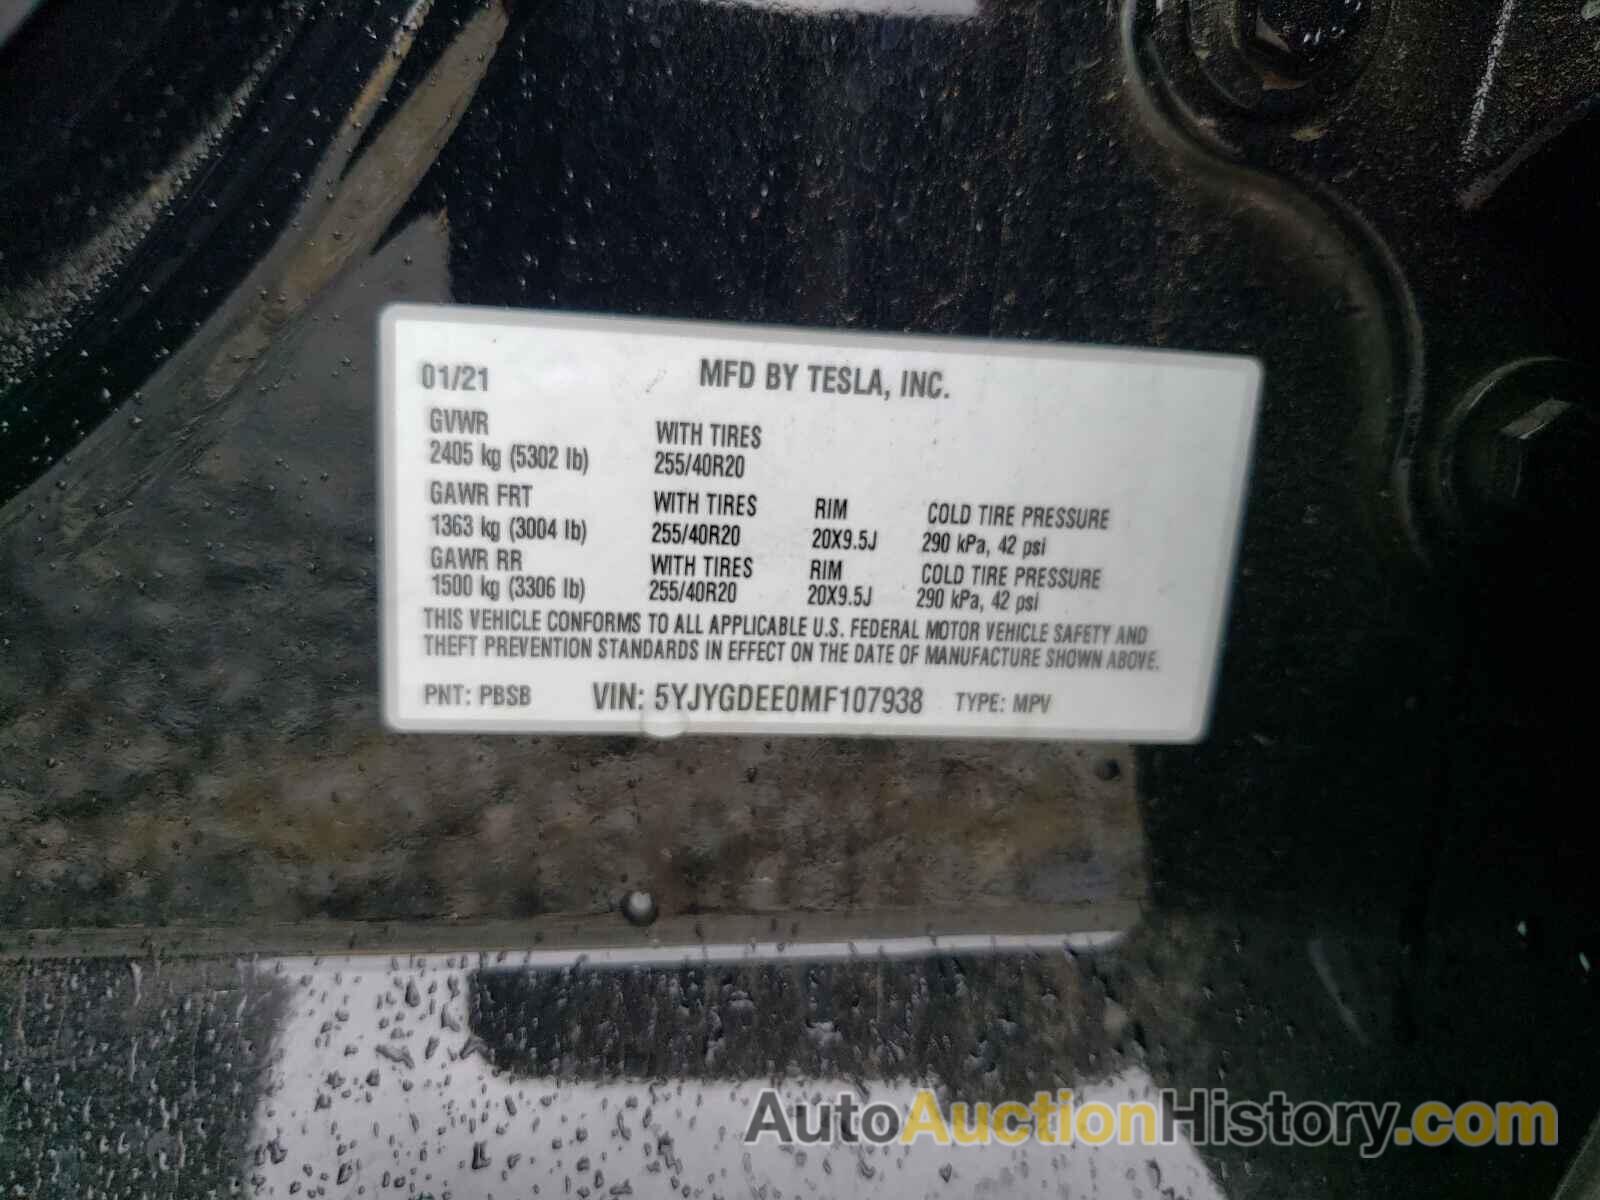 01/21 MFD BY TESLA, INC.
GVWR WITH TIRES
2405 kg (5302 lb) 255/40R20
GAWR FRT WITH TIRES RIM COLD TIRE PRESSURE
1363 kg (3004 lb) 255/40R20 20X9.5J 290 kPa, 42 psi
GAWR RR WITH TIRES RIM COLD TIRE PRESSURE
1500 kg (3306 lb) 255/40R20 20X9.5J 290 kPa, 42 psi
THIS VEHICLE CONFORMS TO ALL APPLICABLE U.S. FEDERAL MOTOR VEHICLE SAFETY AND
THEFT PREVENTION STANDARDS IN EFFECT ON THE DATE OF MANUFACTURE SHOWN ABOVE.
PNT: PBSB VIN: 5YJYGDEE0MF107938 TYPE: MPV
AutoAuctionHistory.com